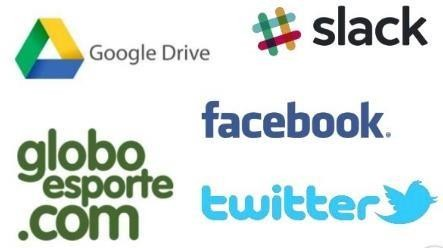 Google Drive
slack
facebook®
globo
esporte
.com
twitter